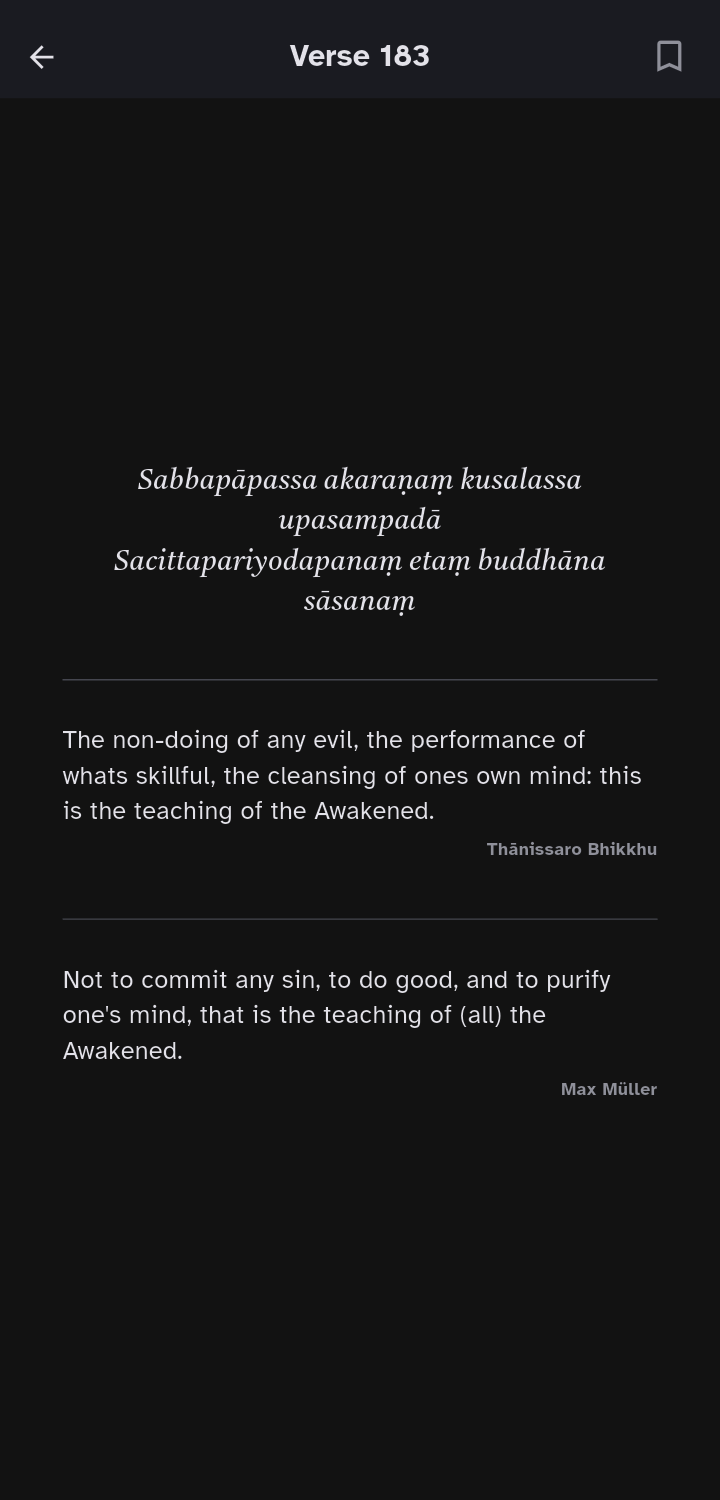 Verse 183
Sabbapāpassa akaraṇaṃ kusalassa
upasampadā
Sacittapariyodapanaṃ etaṃ buddhāna
sāsanaṃ
The non-doing of any evil, the performance of
whats skillful, the cleansing of ones own mind: this
is the teaching of the Awakened.
Thānissaro Bhikkhu
Not to commit any sin, to do good, and to purify
one's mind, that is the teaching of (all) the
Awakened.
Max Müller